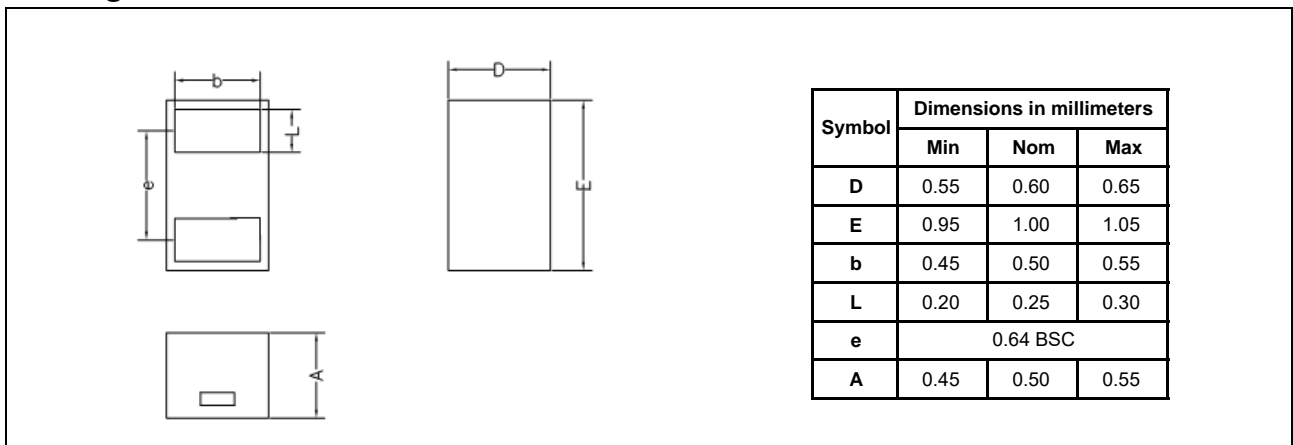 b
L
e
D
E
A
Symbol Dimensions in millimeters
Min Nom Max
D 0.55 0.60 0.65
E 0.95 1.00 1.05
b 0.45 0.50 0.55
L 0.20 0.25 0.30
e 0.64 BSC
A 0.45 0.50 0.55